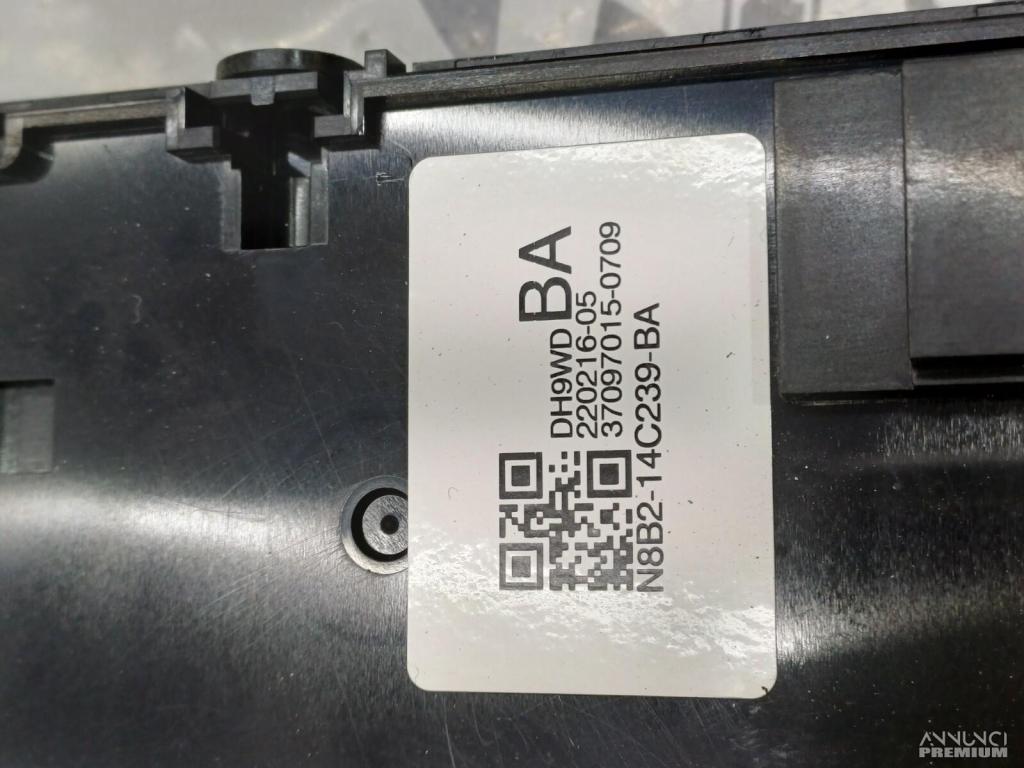 DH9WD BA
220216-05
37097015-0709
N8B2-14C239-BA
ANNUNCI
PREMIUM